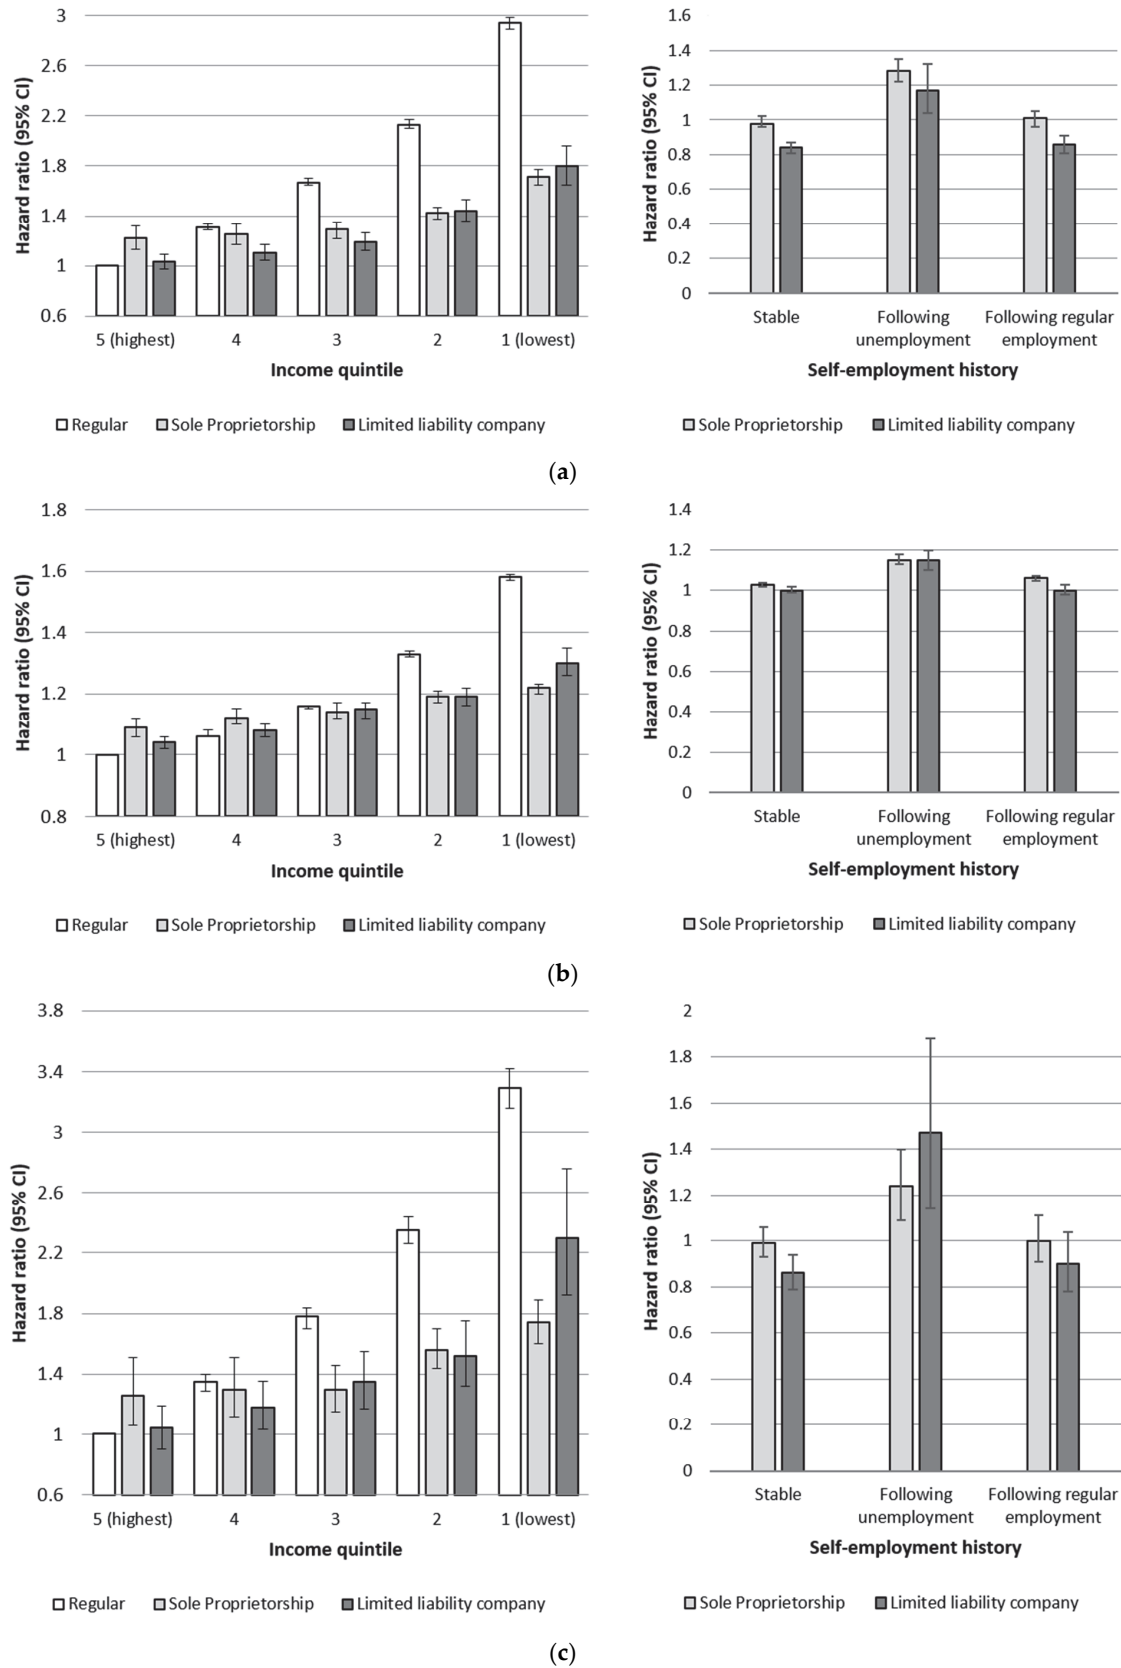 3
2.6
2.2
1.8
1.4
1
0.6
Hazard ratio (95% CI)
5 (highest) 4 3 2 1 (lowest)
Income quintile
Regular Sole Proprietorship Limited liability company
1.6
1.4
1.2
1
0.8
0.6
0.4
0.2
0
Hazard ratio (95% CI)
Stable Following Following regular
unemployment employment
Self-employment history
Sole Proprietorship Limited liability company
(a)
1.8
1.6
1.4
1.2
1
0.8
Hazard ratio (95% CI)
5 (highest) 4 3 2 1 (lowest)
Income quintile
Regular Sole Proprietorship Limited liability company
1.4
1.2
1
0.8
0.6
0.4
0.2
0
Hazard ratio (95% CI)
Stable Following Following regular
unemployment employment
Self-employment history
Sole Proprietorship Limited liability company
(b)
3.8
3.4
3
2.6
2.2
1.8
1.4
1
0.6
Hazard ratio (95% CI)
5 (highest) 4 3 2 1 (lowest)
Income quintile
Regular Sole Proprietorship Limited liability company
2
1.8
1.6
1.4
1.2
1
0.8
0.6
0.4
0.2
0
Hazard ratio (95% CI)
Stable Following Following regular
unemployment employment
Self-employment history
Sole Proprietorship Limited liability company
(c)